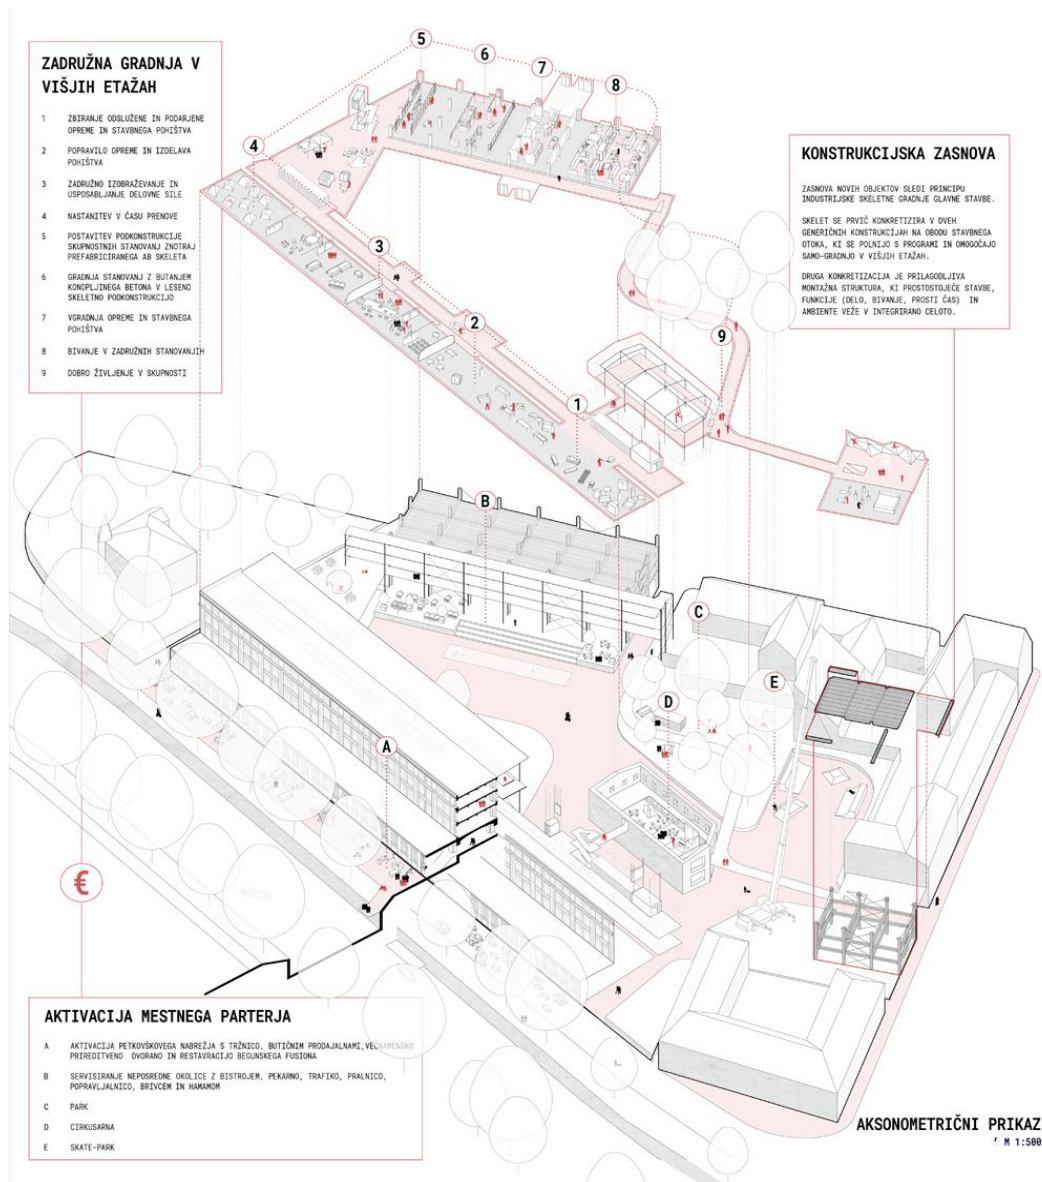 ZADRUŽNA GRADNJA V
VIŠJIH ETAŽAH
1 ZBIRANJE ODSLUŽENE IN PODARJENE
OPREME IN STAVBNEGA POHIŠTVA
2 POPRAVILO OPREME IN IZDELAVA
POHIŠTVA
3 ZADRUŽNO IZOBRAŽEVANJE IN
USPOSABLJANJE DELOVNE SILE
4 NASTANITEV V ČASU PRENOVE
5 POSTAVITEV PODKONSTRUKCIJE
SKUPNOSTNIH STANOVANJ ZNOTRAJ
PREFABRICIRANEGA AB SKELETA
6 GRADNJA STANOVANJ Z BUTANJEM
KONOPLJINEGA BETONA V LESENO
SKELETNO PODKONSTRUKCIJO
7 VGRADNJA OPREME IN STAVBNEGA
POHIŠTVA
8 BIVANJE V ZADRUŽNIH STANOVANJIH
9 DOBRO ŽIVLJENJE V SKUPNOSTI
5
6
7
8
4
3
2
1
9
KONSTRUKCIJSKA ZASNOVA
ZASNOVA NOVIH OBJEKTOV SLEDI PRINCIPU
INDUSTRIJSKE SKELETNE GRADNJE GLAVNE STAVBE.
SKELET SE PRVIČ KONKRETIZIRA V DVEH
GENERIČNIH KONSTRUKCIJAH NA OBODU STAVBNEGA
OTOKA, KI SE POLNIJO S PROGRAMI IN OMOGOČAJO
SAMO-GRADNJO V VIŠJIH ETAŽAH.
DRUGA KONKRETIZACIJA JE PRILAGODLJIVA
MONTAŽNA STRUKTURA, KI PROSTOSTOJEČE STAVBE,
FUNKCIJE (DELO, BIVANJE, PROSTI ČAS) IN
AMBIENTE VEŽE V INTEGRIRANO CELOTO.
B
C
E
D
A
€
AKTIVACIJA MESTNEGA PARTERJA
A AKTIVACIJA PETKOVŠKOVEGA NABREŽJA S TRŽNICO, BUTIČNIM PRODAJALNAMI, VEČNAMENSKO
PRIREDITVENO DVORANO IN RESTAVRACIJO BEGUNSKEGA FUSIONA
B SERVISIRANJE NEPOSREDNE OKOLICE Z BISTROJEM, PEKARNO, TRAFIKO, PRALNICO,
POPRAVLJALNICO, BRIVCEM IN HAMAMOM
C PARK
D CIRKUSARNA
E SKATE-PARK
AKSONOMETRIČNI PRIKAZ
' M 1:500